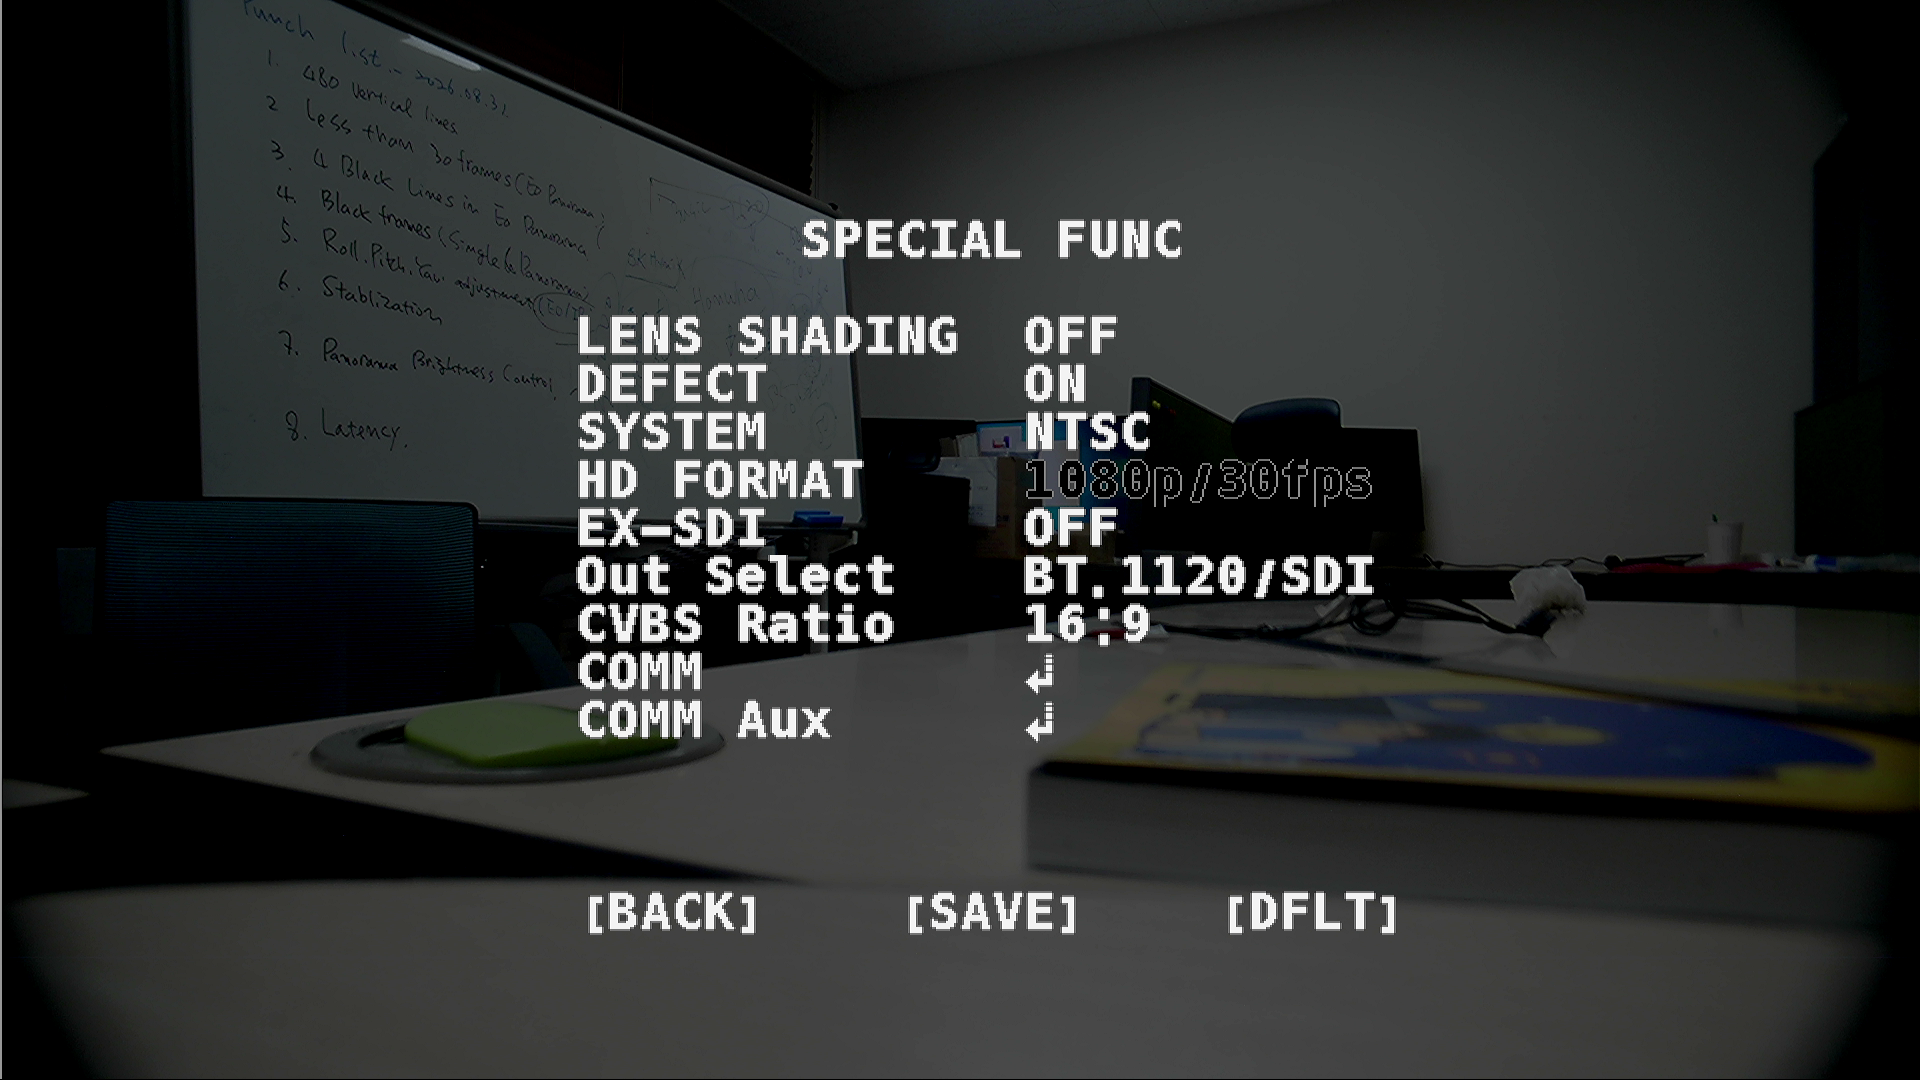 Punch list - 2026.08.31
1. 480 vertical lines
2 Less than 30 frames (EO Panorama)
3. 4 Black Lines in EO Panorama
4. Black frames (Single & Panorama)
5. Roll.Pitch.Yaw adjustment (EO/IR)
6. Stablization
7. Panorama Brightness Control
8. Latency.
SPECIAL FUNC
LENS SHADING OFF
DEFECT ON
SYSTEM NTSC
HD FORMAT 1080p/30fps
EX-SDI OFF
Out Select BT.1120/SDI
CVBS Ratio 16:9
COMM ↲
COMM Aux ↲
[BACK] [SAVE] [DFLT]